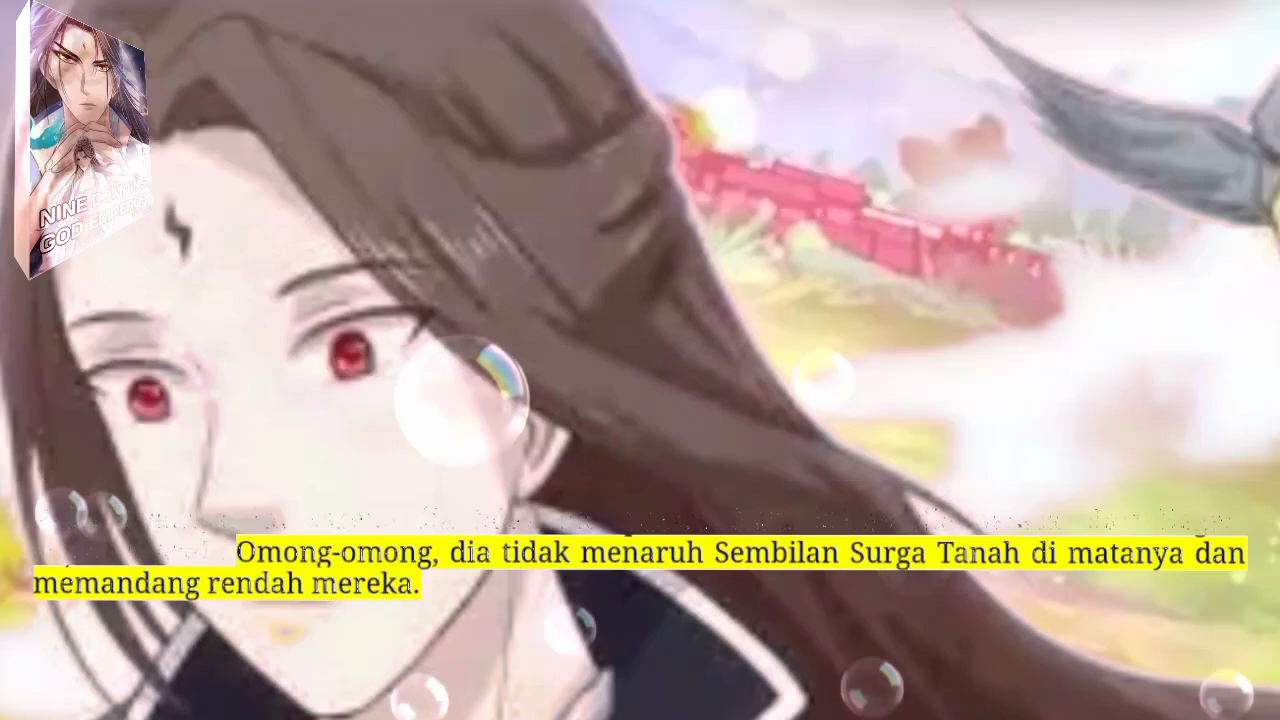 NINE DOMAINS
GOD EMPEROR
Omong-omong, dia tidak menaruh Sembilan Surga Tanah di matanya dan
memandang rendah mereka.